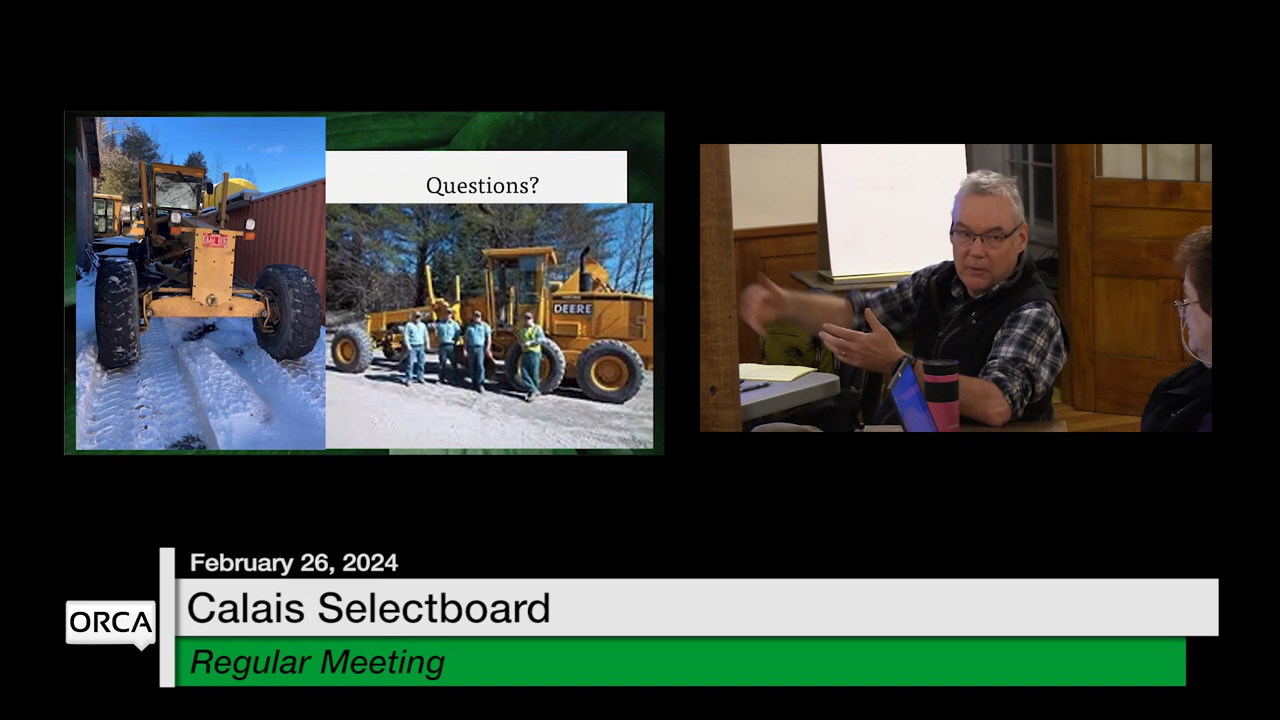 Questions?
DEERE
February 26, 2024
Calais Selectboard
ORCA
Regular Meeting